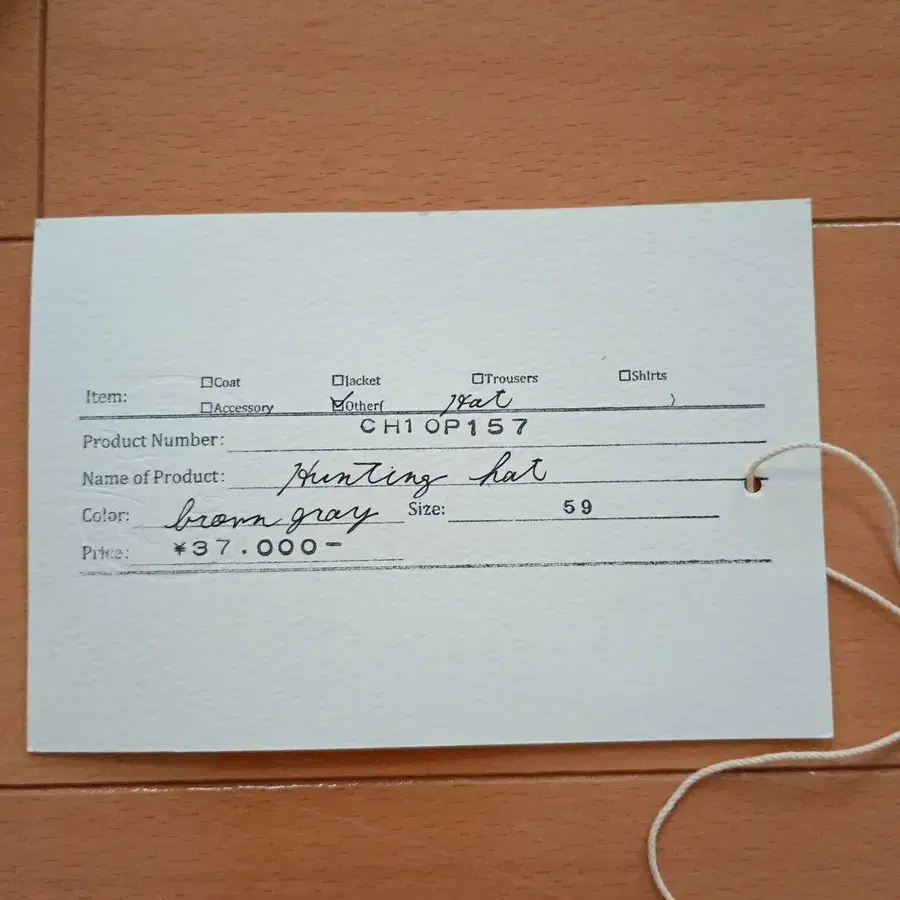 Item: ☐Coat ☐Jacket ☐Trousers ☐Shirts
☐Accessory ☑Other( Hat )
Product Number: CH10P157
Name of Product: Hunting hat
Color: brown gray Size: 59
Price: ¥37.000-